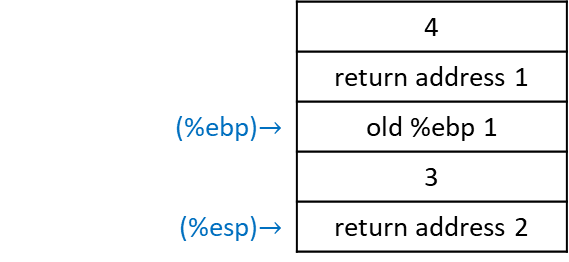 4
return address 1
(%ebp)→ old %ebp 1
3
(%esp)→ return address 2